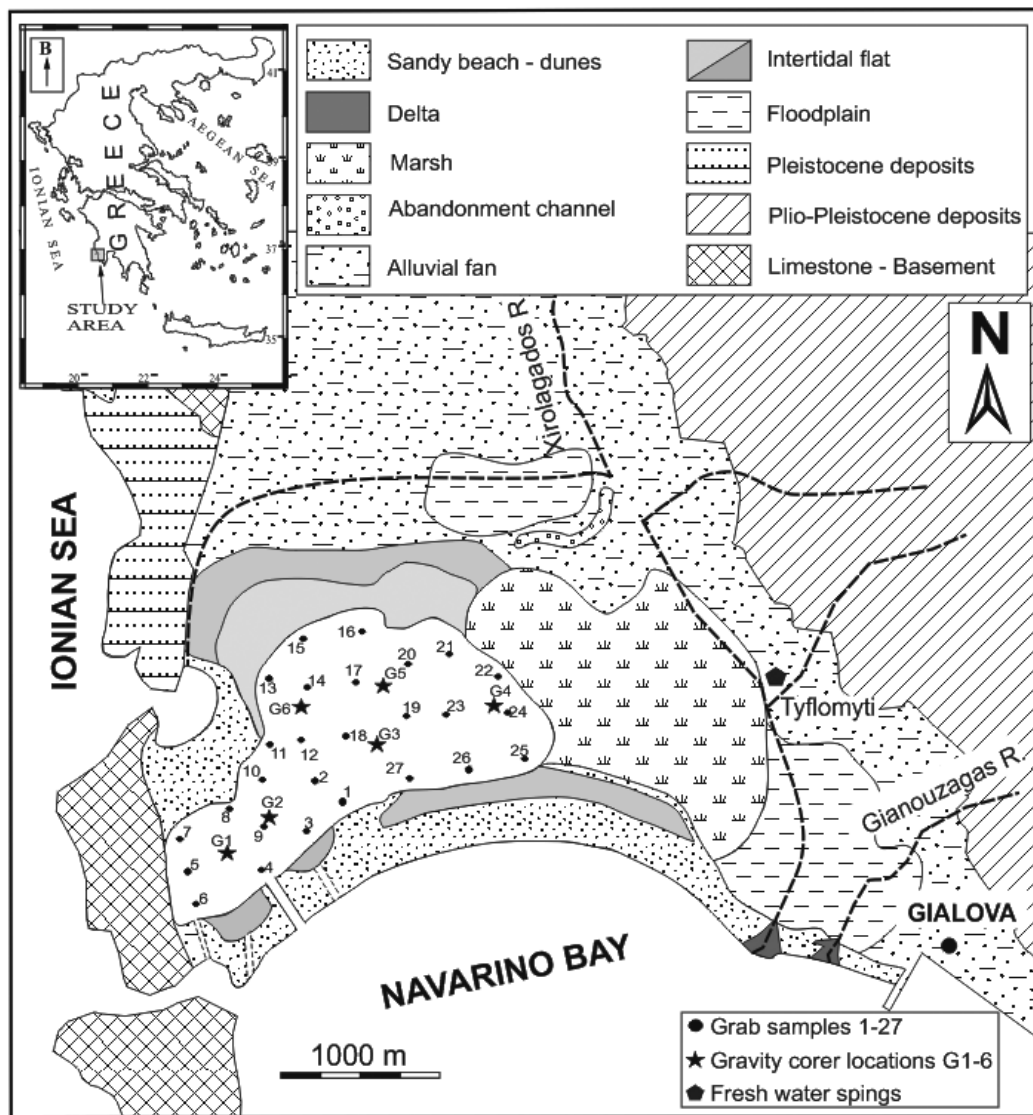 B
41
39
37
35
20
22
24
GREECE
AEGEAN SEA
IONIAN SEA
STUDY
AREA
Sandy beach - dunes
Delta
Marsh
Abandonment channel
Alluvial fan
Intertidal flat
Floodplain
Pleistocene deposits
Plio-Pleistocene deposits
Limestone - Basement
N
Xirolagados R.
IONIAN SEA
16
15
21
20
17
G5
22
13
14
G4
G6
19
23
24
Tyflomyti
18
G3
11
12
25
26
10
2
27
1
8
G2
Gianouzagas R.
7
9
3
G1
5
4
6
GIALOVA
NAVARINO BAY
1000 m
Grab samples 1-27
Gravity corer locations G1-6
Fresh water spings